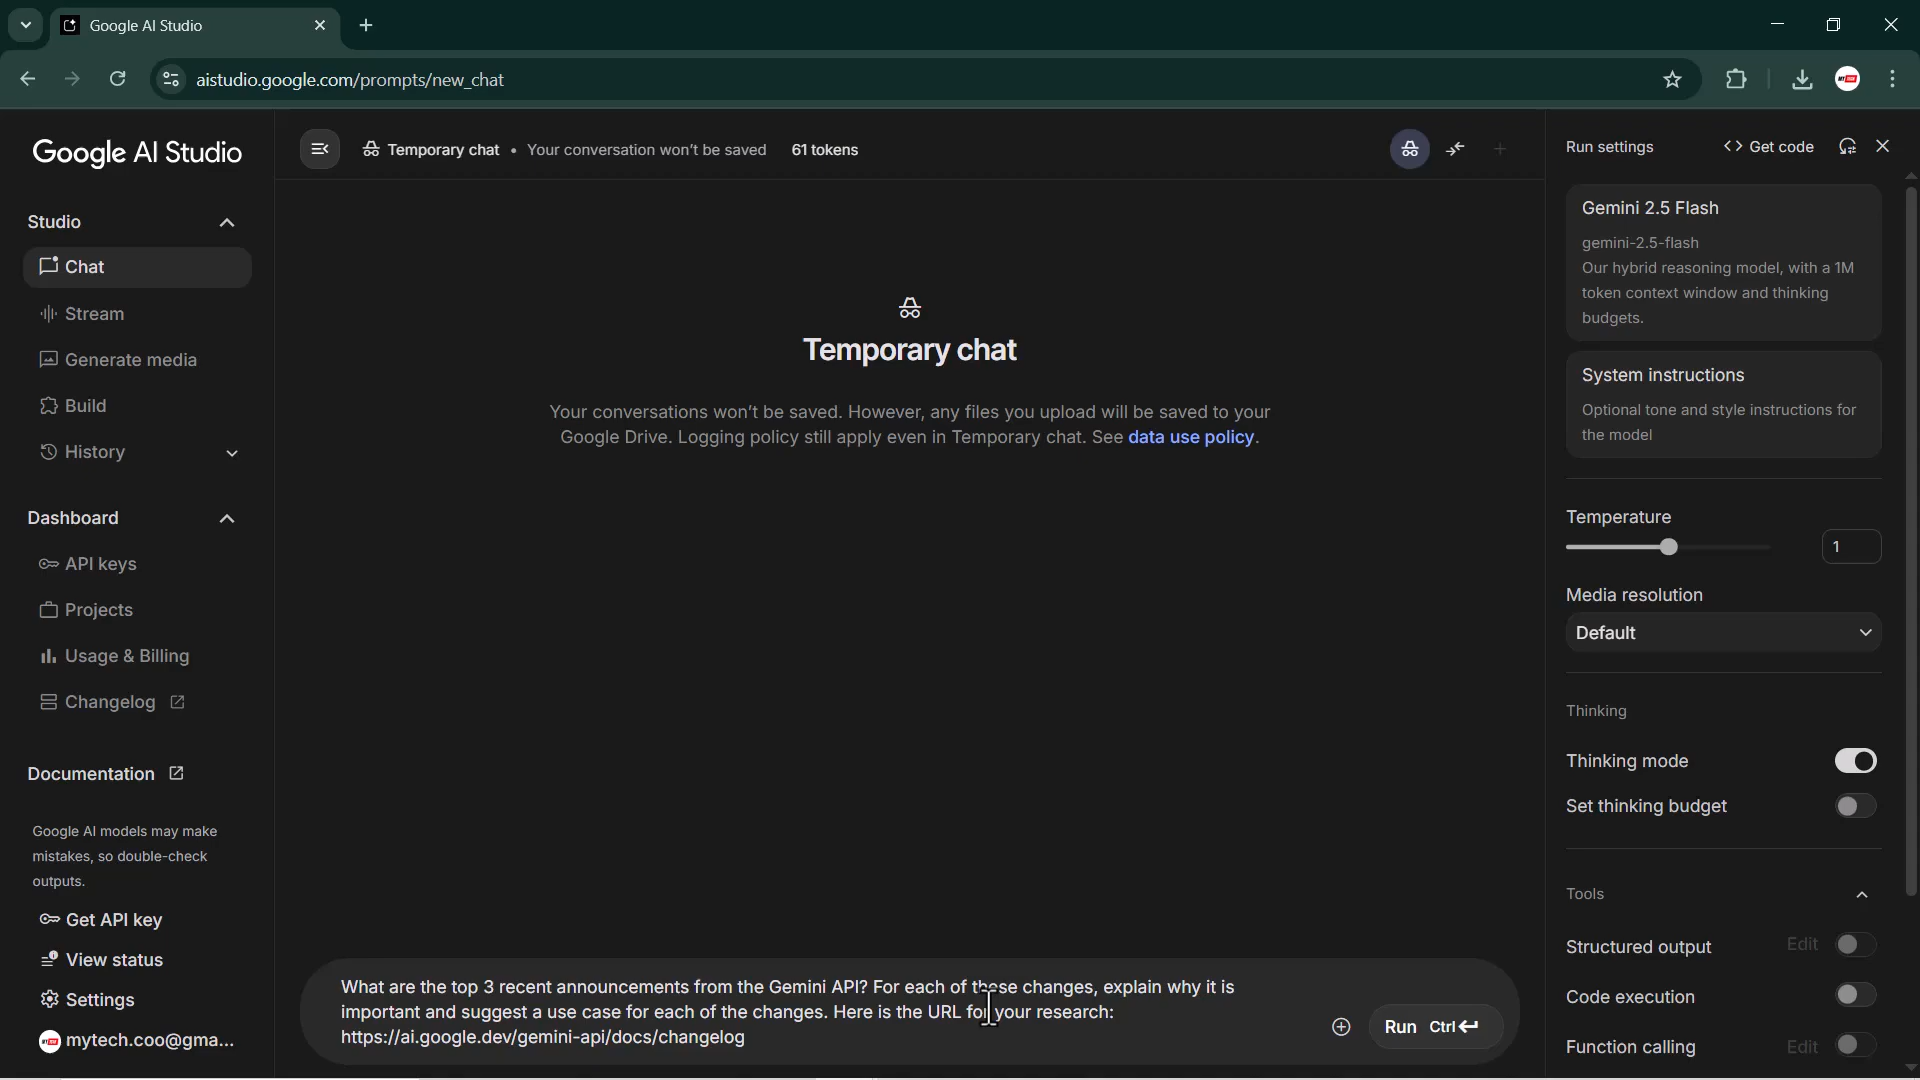 Google AI Studio
aistudio.google.com/prompts/new_chat
Google AI Studio
Studio
Chat
Stream
Generate media
Build
History
Dashboard
API keys
Projects
Usage & Billing
Changelog
Documentation
Google AI models may make
mistakes, so double-check
outputs.
Get API key
View status
Settings
mytech.coo@gma...
Temporary chat • Your conversation won't be saved 61 tokens
Temporary chat
Your conversations won't be saved. However, any files you upload will be saved to your
Google Drive. Logging policy still apply even in Temporary chat. See data use policy.
What are the top 3 recent announcements from the Gemini API? For each of these changes, explain why it is
important and suggest a use case for each of the changes. Here is the URL for your research:
https://ai.google.dev/gemini-api/docs/changelog
Run Ctrl
Run settings
<> Get code
Gemini 2.5 Flash
gemini-2.5-flash
Our hybrid reasoning model, with a 1M
token context window and thinking
budgets.
System instructions
Optional tone and style instructions for
the model
Temperature
1
Media resolution
Default
Thinking
Thinking mode
Set thinking budget
Tools
Structured output Edit
Code execution
Function calling Edit